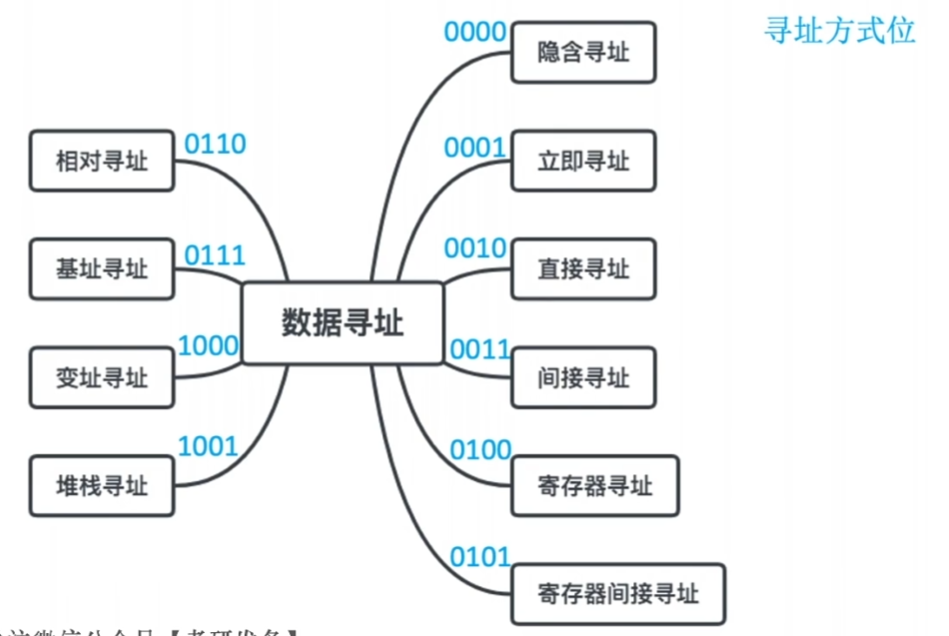 寻址方式位
0000
隐含寻址
0001
立即寻址
0010
直接寻址
0011
间接寻址
0100
寄存器寻址
0101
寄存器间接寻址
数据寻址
0110
相对寻址
0111
基址寻址
1000
变址寻址
1001
堆栈寻址